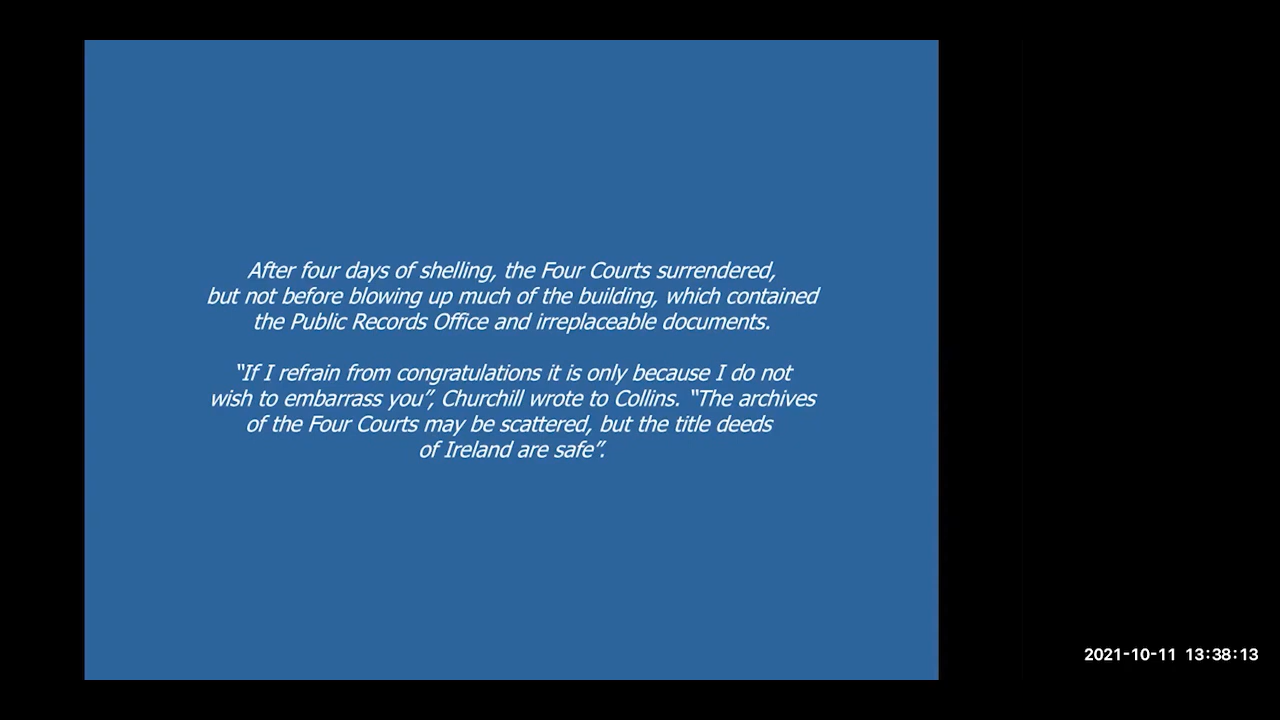 After four days of shelling, the Four Courts surrendered,
but not before blowing up much of the building, which contained
the Public Records Office and irreplaceable documents.
“If I refrain from congratulations it is only because I do not
wish to embarrass you”, Churchill wrote to Collins. “The archives
of the Four Courts may be scattered, but the title deeds
of Ireland are safe”.
2021-10-11 13:38:13